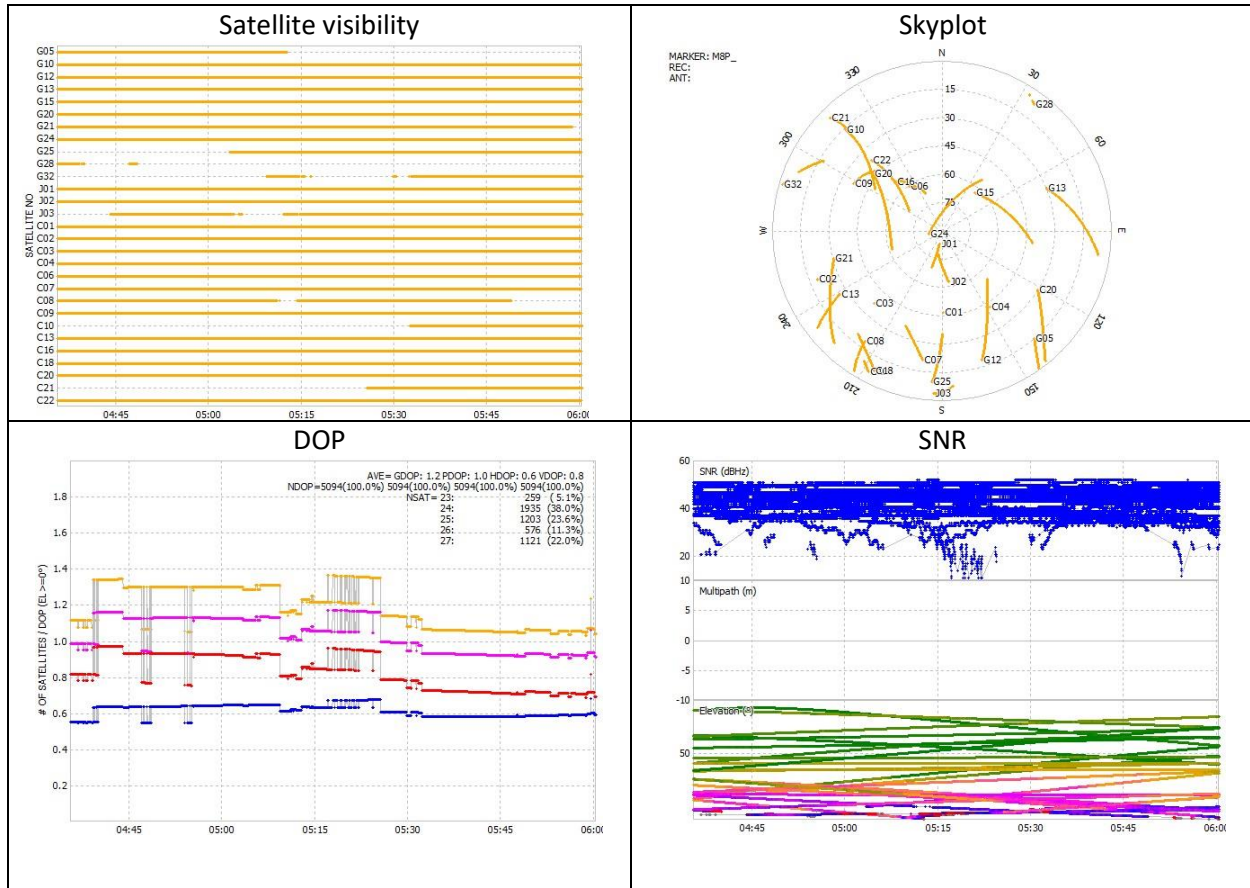 Satellite visibility
G05
G10
G12
G13
G15
G20
G21
G24
G25
G28
G32
J01
J02
J03
C01
C02
C03
C04
C06
C07
C08
C09
C10
C13
C16
C18
C20
C21
C22
SATELLITE NO
04:45 05:00 05:15 05:30 05:45 06:0
Skyplot
MARKER: M8P_
REC:
ANT:
N
330
30
15
G28
C21
G10
30
300
60
45
C22
G32
C09
G20
C16
C06
60
G15
G13
75
W
G24
E
J01
G21
C02
J02
C20
C13
C03
C01
C04
240
120
C08
C07
G12
G05
C18
G25
210
150
J03
S
DOP
AVE= GDOP: 1.2 PDOP: 1.0 HDOP: 0.6 VDOP: 0.8
NDOP=5094(100.0%) 5094(100.0%) 5094(100.0%) 5094(100.0%)
NSAT= 23: 259 ( 5.1%)
24: 1935 (38.0%)
25: 1203 (23.6%)
26: 576 (11.3%)
27: 1121 (22.0%)
1.8
1.6
1.4
1.2
1.0
0.8
0.6
0.4
0.2
# OF SATELLITES / DOP (EL >=0°)
04:45 05:00 05:15 05:30 05:45 06:0
SNR
60
SNR (dBHz)
40
20
10
Multipath (m)
5
0
-5
-10
Elevation (°)
50
04:45 05:00 05:15 05:30 05:45 06:0